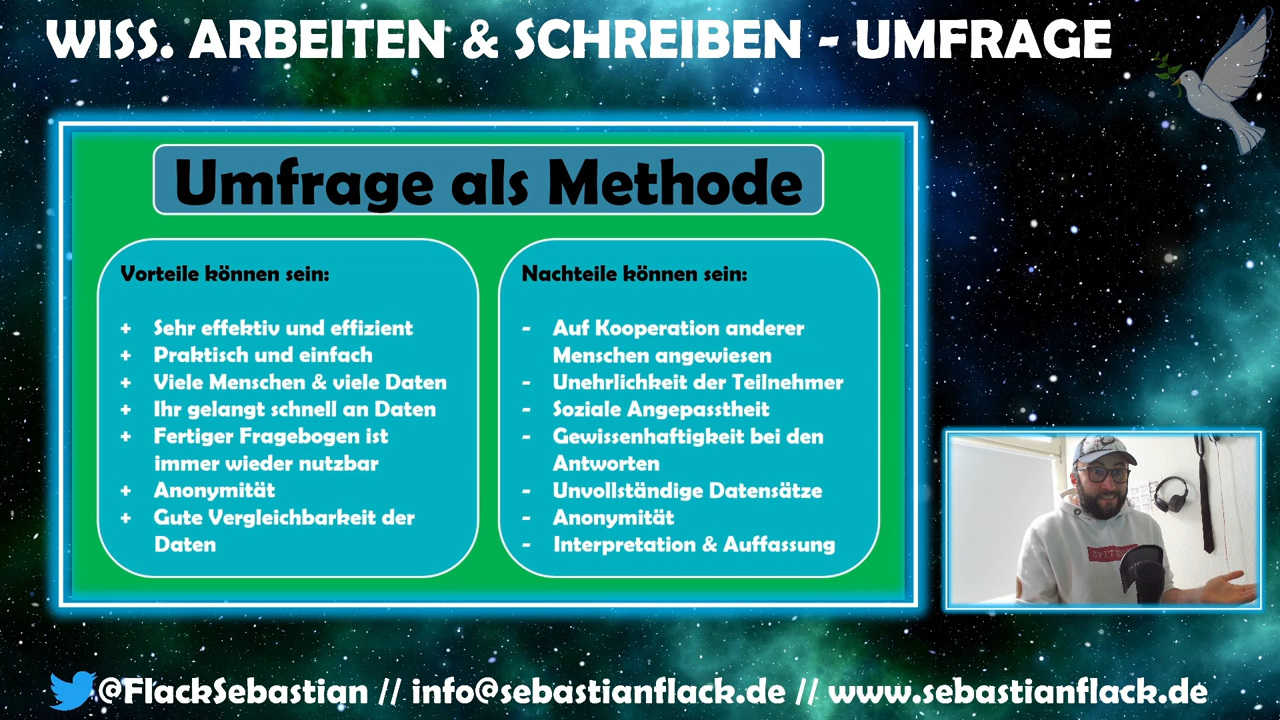 WISS. ARBEITEN & SCHREIBEN - UMFRAGE
Umfrage als Methode
Vorteile können sein:
+ Sehr effektiv und effizient
+ Praktisch und einfach
+ Viele Menschen & viele Daten
+ Ihr gelangt schnell an Daten
+ Fertiger Fragebogen ist
immer wieder nutzbar
+ Anonymität
+ Gute Vergleichbarkeit der
Daten
Nachteile können sein:
- Auf Kooperation anderer
Menschen angewiesen
- Unehrlichkeit der Teilnehmer
- Soziale Angepasstheit
- Gewissenhaftigkeit bei den
Antworten
- Unvollständige Datensätze
- Anonymität
- Interpretation & Auffassung
@FlackSebastian // info@sebastianflack.de // www.sebastianflack.de